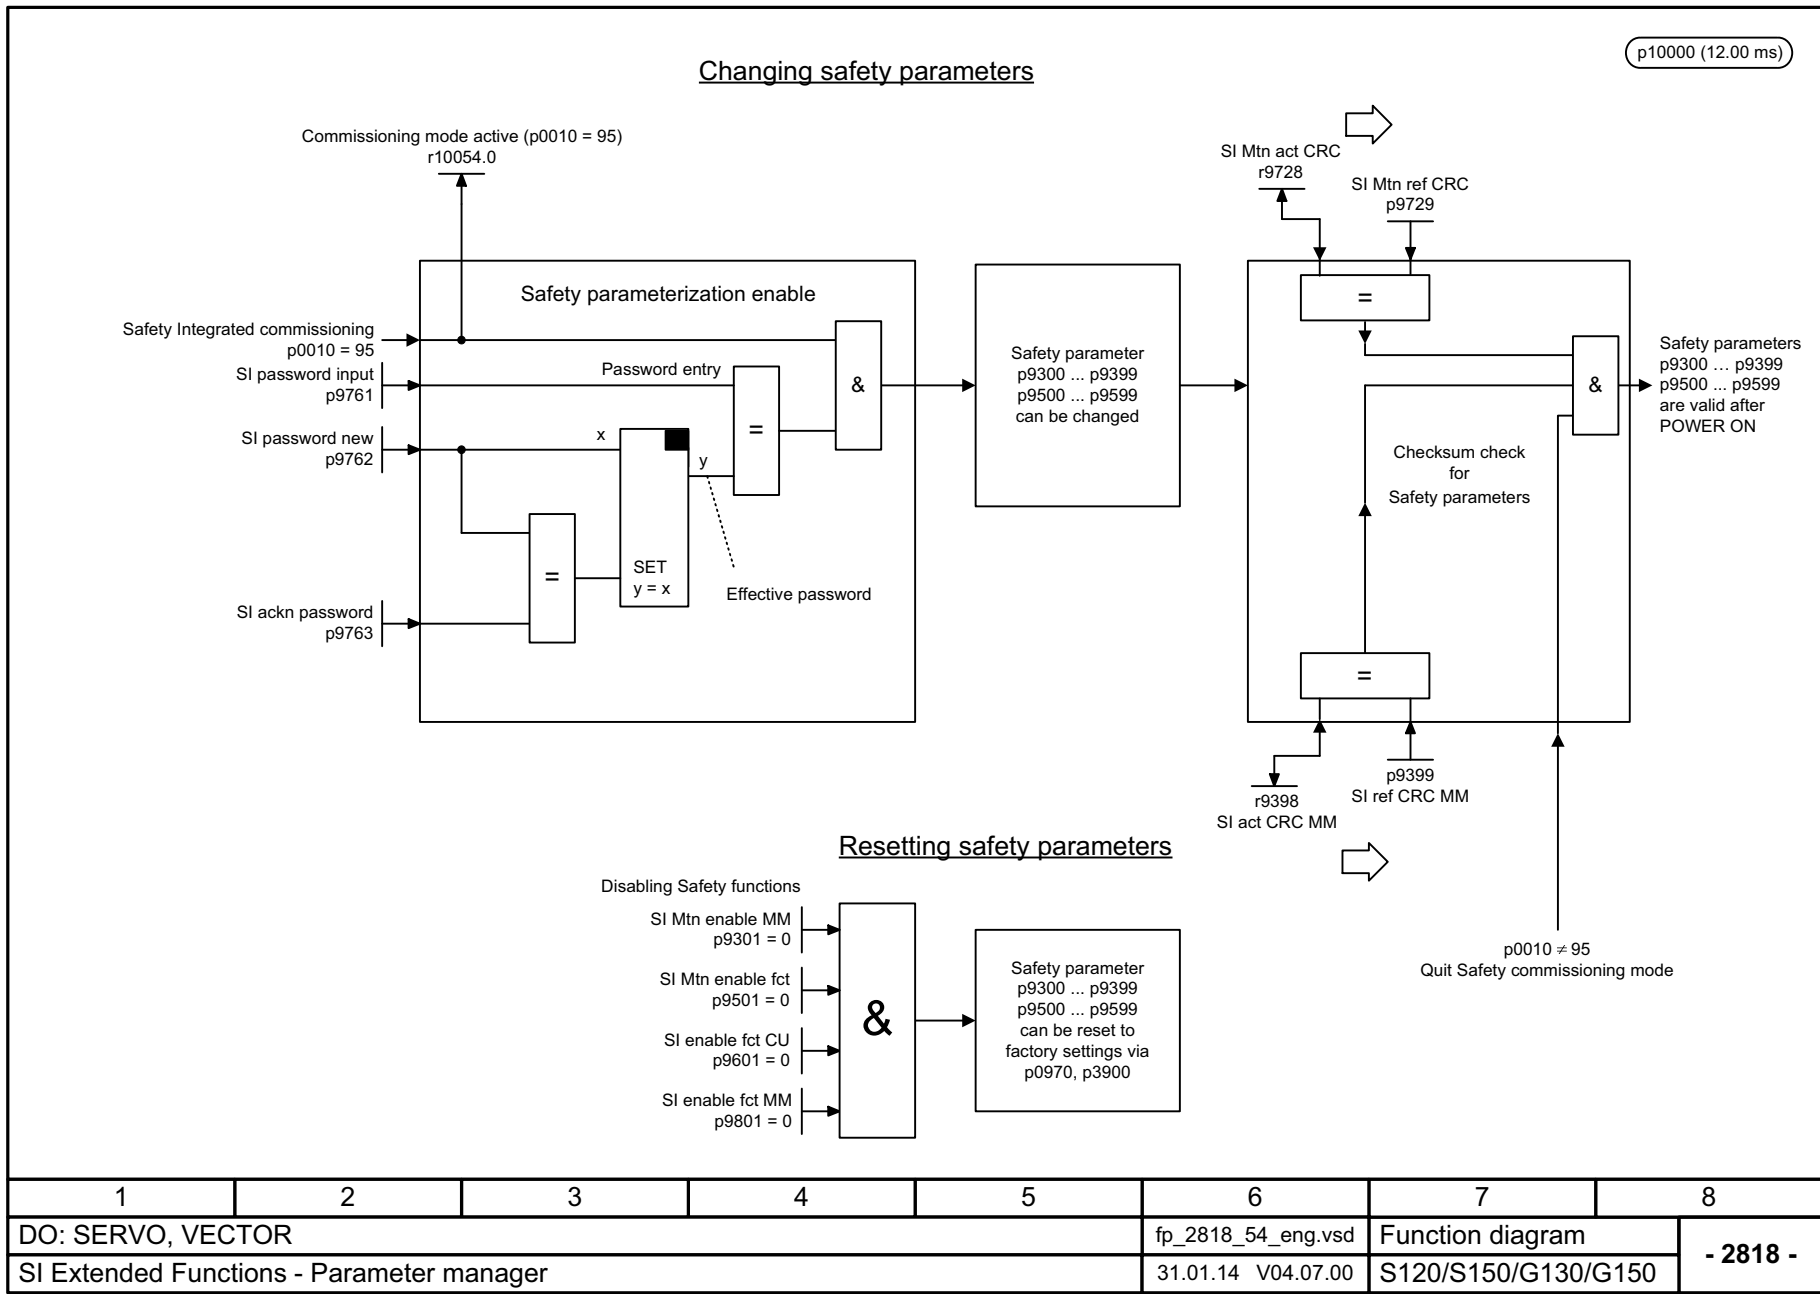 p10000 (12.00 ms)
Changing safety parameters
Commissioning mode active (p0010 = 95)
r10054.0
SI Mtn act CRC
r9728
SI Mtn ref CRC
p9729
Safety parameterization enable
=
Safety Integrated commissioning
p0010 = 95
SI password input
p9761
Password entry
&
=
SI password new
p9762
x
y
SET
y = x
=
Effective password
SI ackn password
p9763
Safety parameter
p9300 ... p9399
p9500 ... p9599
can be changed
&
Safety parameters
p9300 ... p9399
p9500 ... p9599
are valid after
POWER ON
Checksum check
for
Safety parameters
=
r9398
SI act CRC MM
p9399
SI ref CRC MM
p0010 ≠ 95
Quit Safety commissioning mode
Resetting safety parameters
Disabling Safety functions
SI Mtn enable MM
p9301 = 0
SI Mtn enable fct
p9501 = 0
SI enable fct CU
p9601 = 0
SI enable fct MM
p9801 = 0
&
Safety parameter
p9300 ... p9399
p9500 ... p9599
can be reset to
factory settings via
p0970, p3900
1 2 3 4 5 6 7 8
DO: SERVO, VECTOR
fp_2818_54_eng.vsd
Function diagram
- 2818 -
SI Extended Functions - Parameter manager
31.01.14 V04.07.00
S120/S150/G130/G150